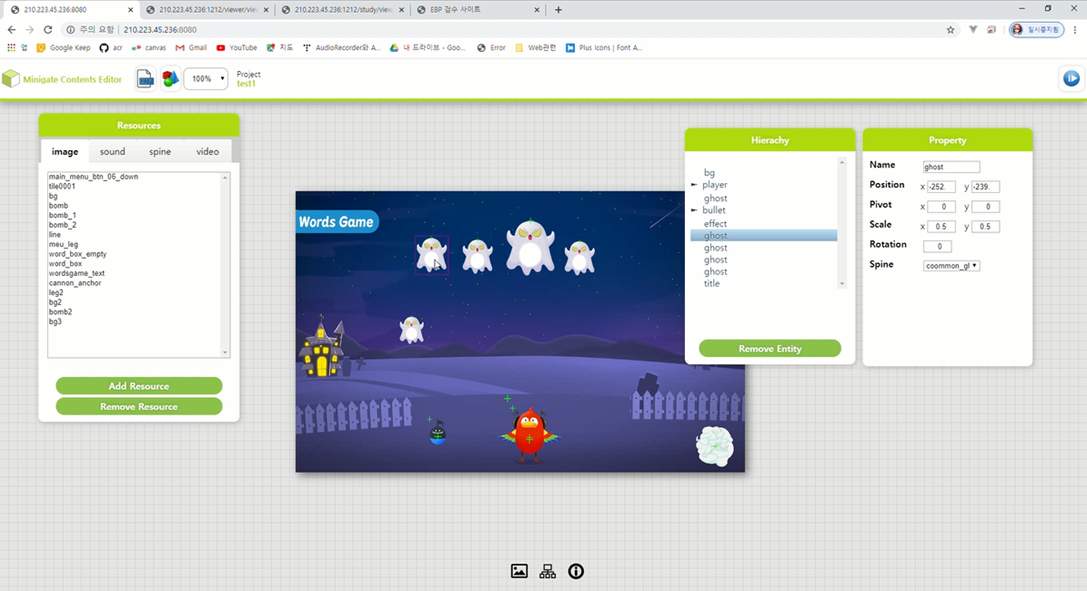 210.223.45.236:8080
210.223.45.236:1212/viewer/view
210.223.45.236:1212/study/view
EBP 검수 사이트
주의 요함
210.223.45.236:8080
일시중지됨
앱
Google Keep
acr
canvas
Gmail
YouTube
지도
AudioRecorder와 A...
내 드라이브 - Goo...
Error
Web관련
Plus Icons | Font A...
Minigate Contents Editor
100%
Project
test1
Resources
image
sound
spine
video
main_menu_btn_06_down
tile0001
bg
bomb
bomb_1
bomb_2
line
meu_leg
word_box_empty
word_box
wordsgame_text
cannon_anchor
leg2
bg2
bomb2
bg3
Add Resource
Remove Resource
Words Game
Hierachy
bg
player
ghost
bullet
effect
ghost
ghost
ghost
ghost
title
Remove Entity
Property
Name ghost
Position x -252. y -239.
Pivot x 0 y 0
Scale x 0.5 y 0.5
Rotation 0
Spine coommon_gl